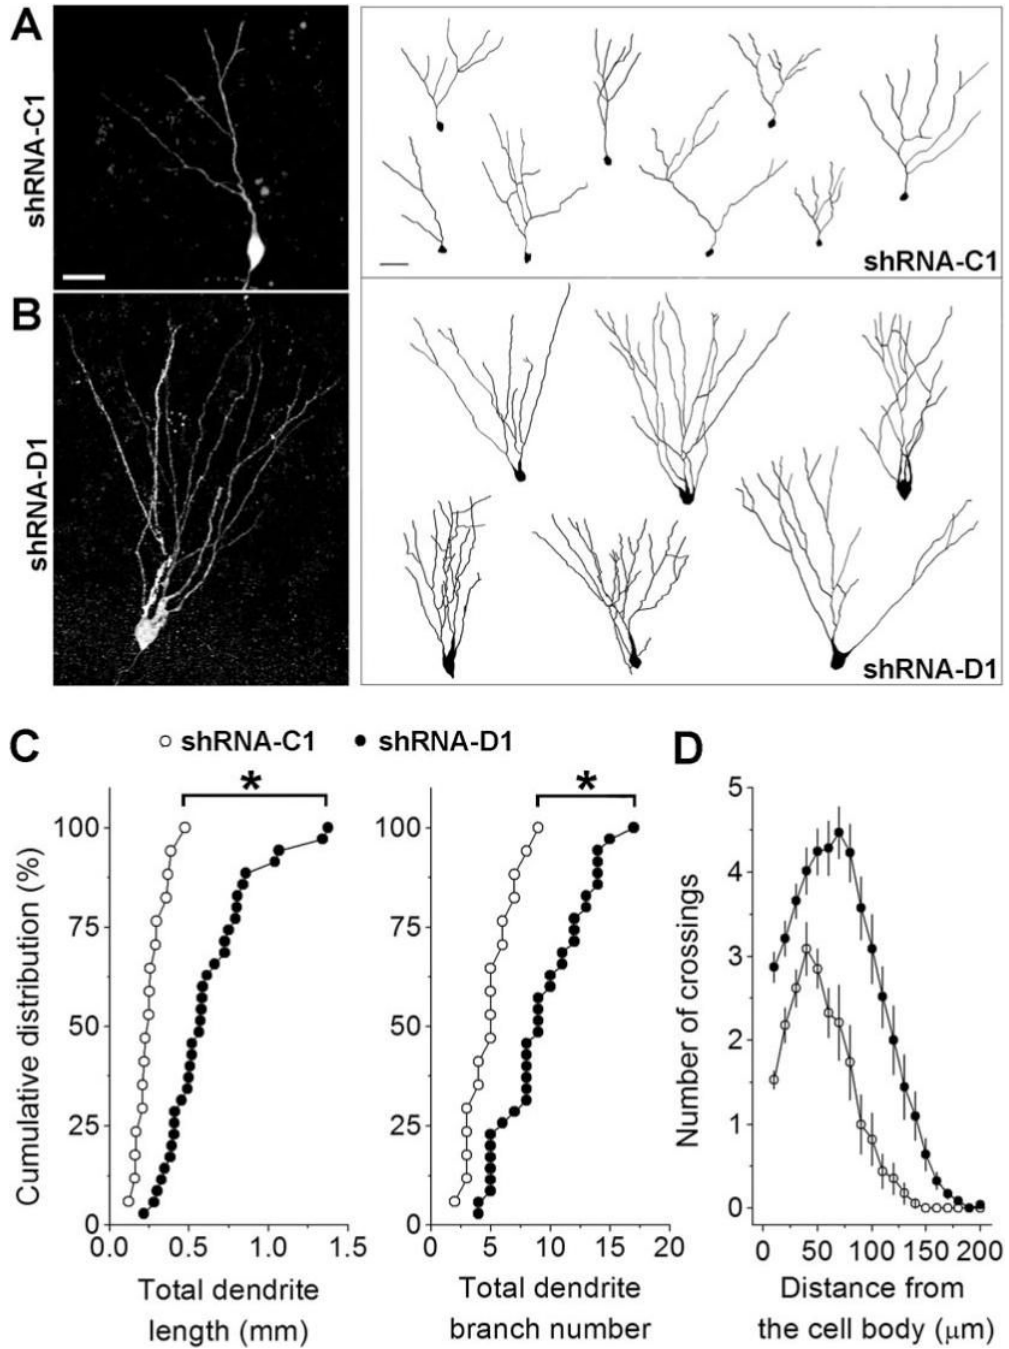 A
shRNA-C1
shRNA-C1
B
shRNA-D1
shRNA-D1
C
shRNA-C1
shRNA-D1
D
*
*
Cumulative distribution (%)
100
75
50
25
0
0.0
0.5
1.0
1.5
Total dendrite
length (mm)
100
75
50
25
0
0
5
10
15
20
Total dendrite
branch number
Number of crossings
5
4
3
2
1
0
0
50
100
150
200
Distance from
the cell body (μm)